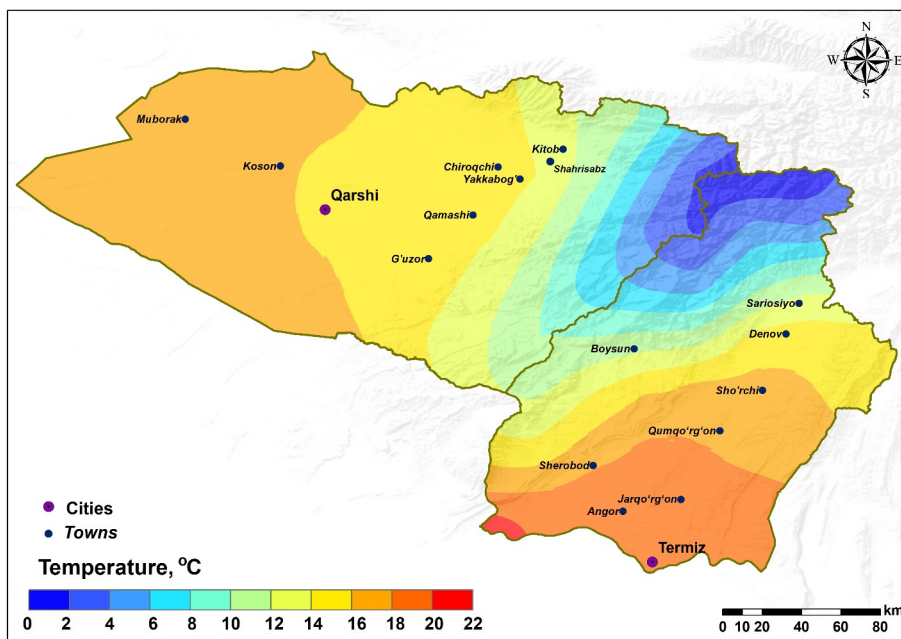 N
W E
S
Muborak
Koson
Kitob
Shahrisabz
Chiroqchi
Yakkabog'
Qarshi
Qamashi
G'uzor
Sariosiyo
Denov
Boysun
Sho'rchi
Qumqo‘rg‘on
Sherobod
Jarqo‘rg‘on
Angor
Termiz
Cities
Towns
Temperature, °C
0 2 4 6 8 10 12 14 16 18 20 22
km
0 10 20 40 60 80